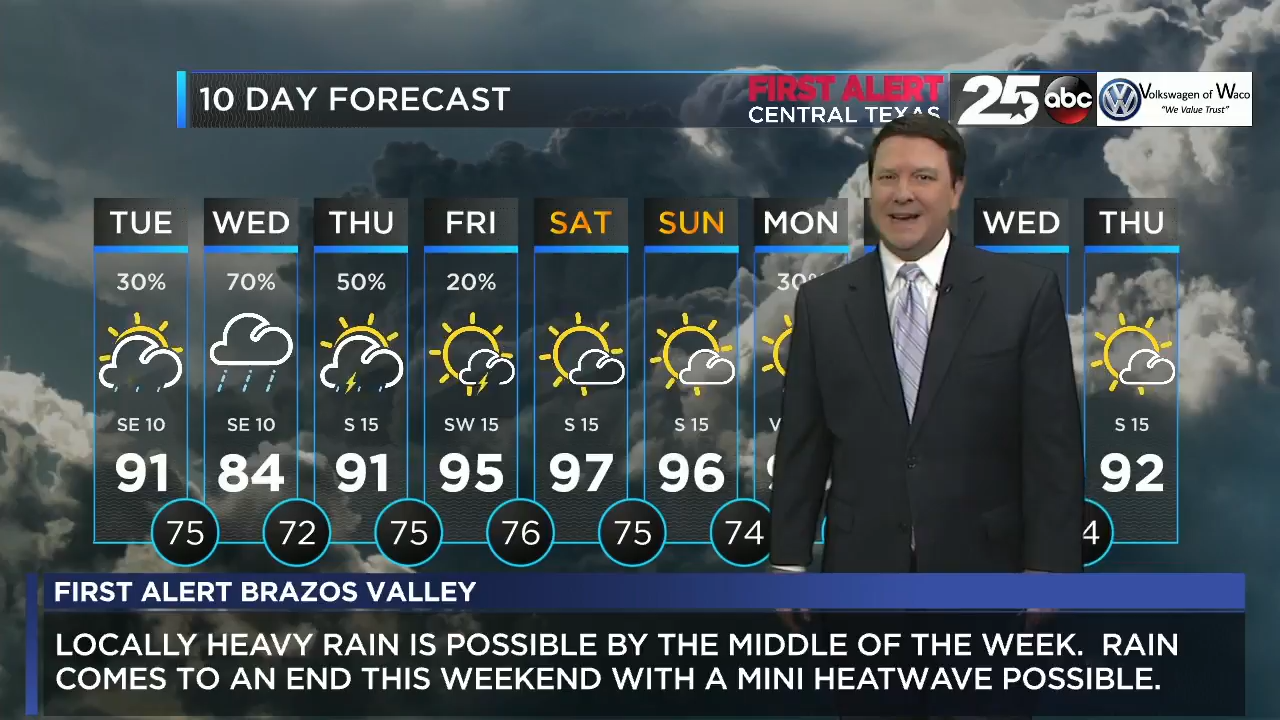 10 DAY FORECAST
FIRST ALERT
CENTRAL TEXAS
25
abc
Volkswagen of Waco
"We Value Trust"
TUE WED THU FRI SAT SUN MON WED THU
30% 70% 50% 20% 30%
SE 10 SE 10 S 15 SW 15 S 15 S 15 V S 15
91 84 91 95 97 96 92
75 72 75 76 75 74 4
FIRST ALERT BRAZOS VALLEY
LOCALLY HEAVY RAIN IS POSSIBLE BY THE MIDDLE OF THE WEEK. RAIN
COMES TO AN END THIS WEEKEND WITH A MINI HEATWAVE POSSIBLE.